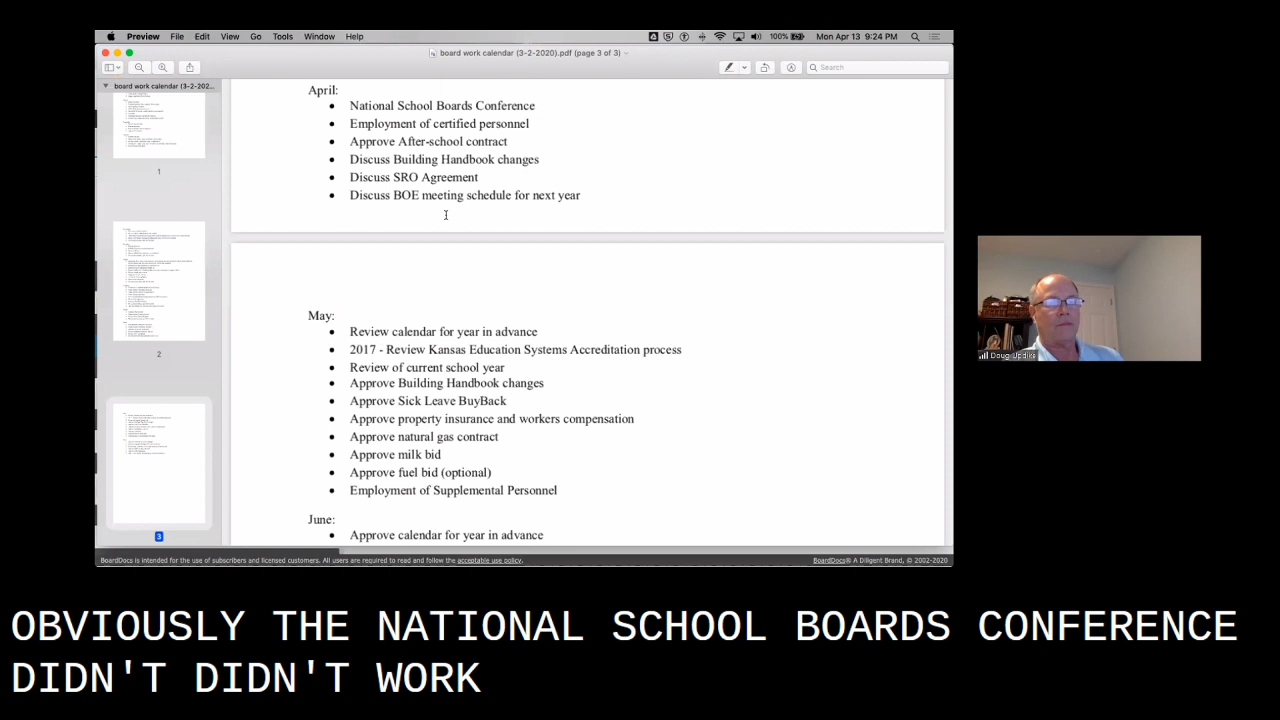 Preview File Edit View Go Tools Window Help 100% Mon Apr 13 9:24 PM
board work calendar (3-2-2020).pdf (page 3 of 3)
Search
board work calendar (3-2-202...
1
2
3
April:
• National School Boards Conference
• Employment of certified personnel
• Approve After-school contract
• Discuss Building Handbook changes
• Discuss SRO Agreement
• Discuss BOE meeting schedule for next year
May:
• Review calendar for year in advance
• 2017 - Review Kansas Education Systems Accreditation process
• Review of current school year
• Approve Building Handbook changes
• Approve Sick Leave BuyBack
• Approve property insurance and workers compensation
• Approve natural gas contract
• Approve milk bid
• Approve fuel bid (optional)
• Employment of Supplemental Personnel
June:
• Approve calendar for year in advance
BoardDocs is intended for the use of subscribers and licensed customers. All users are required to read and follow the acceptable use policy.
BoardDocs® A Diligent Brand, © 2002-2020
Doug Updike
OBVIOUSLY THE NATIONAL SCHOOL BOARDS CONFERENCE
DIDN'T DIDN'T WORK